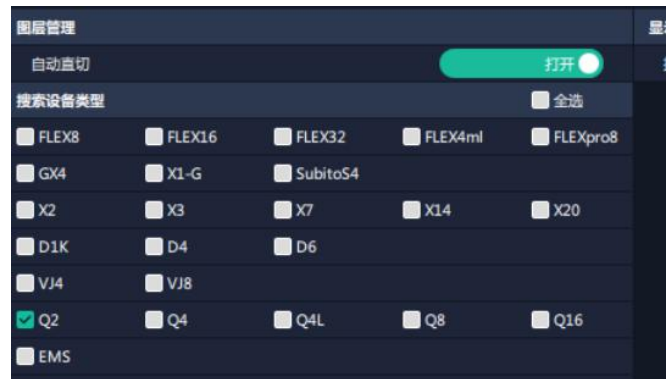 图层管理
自动直切 打开
搜索设备类型 全选
FLEX8 FLEX16 FLEX32 FLEX4ml FLEXpro8
GX4 X1-G SubitoS4
X2 X3 X7 X14 X20
D1K D4 D6
VJ4 VJ8
Q2 Q4 Q4L Q8 Q16
EMS